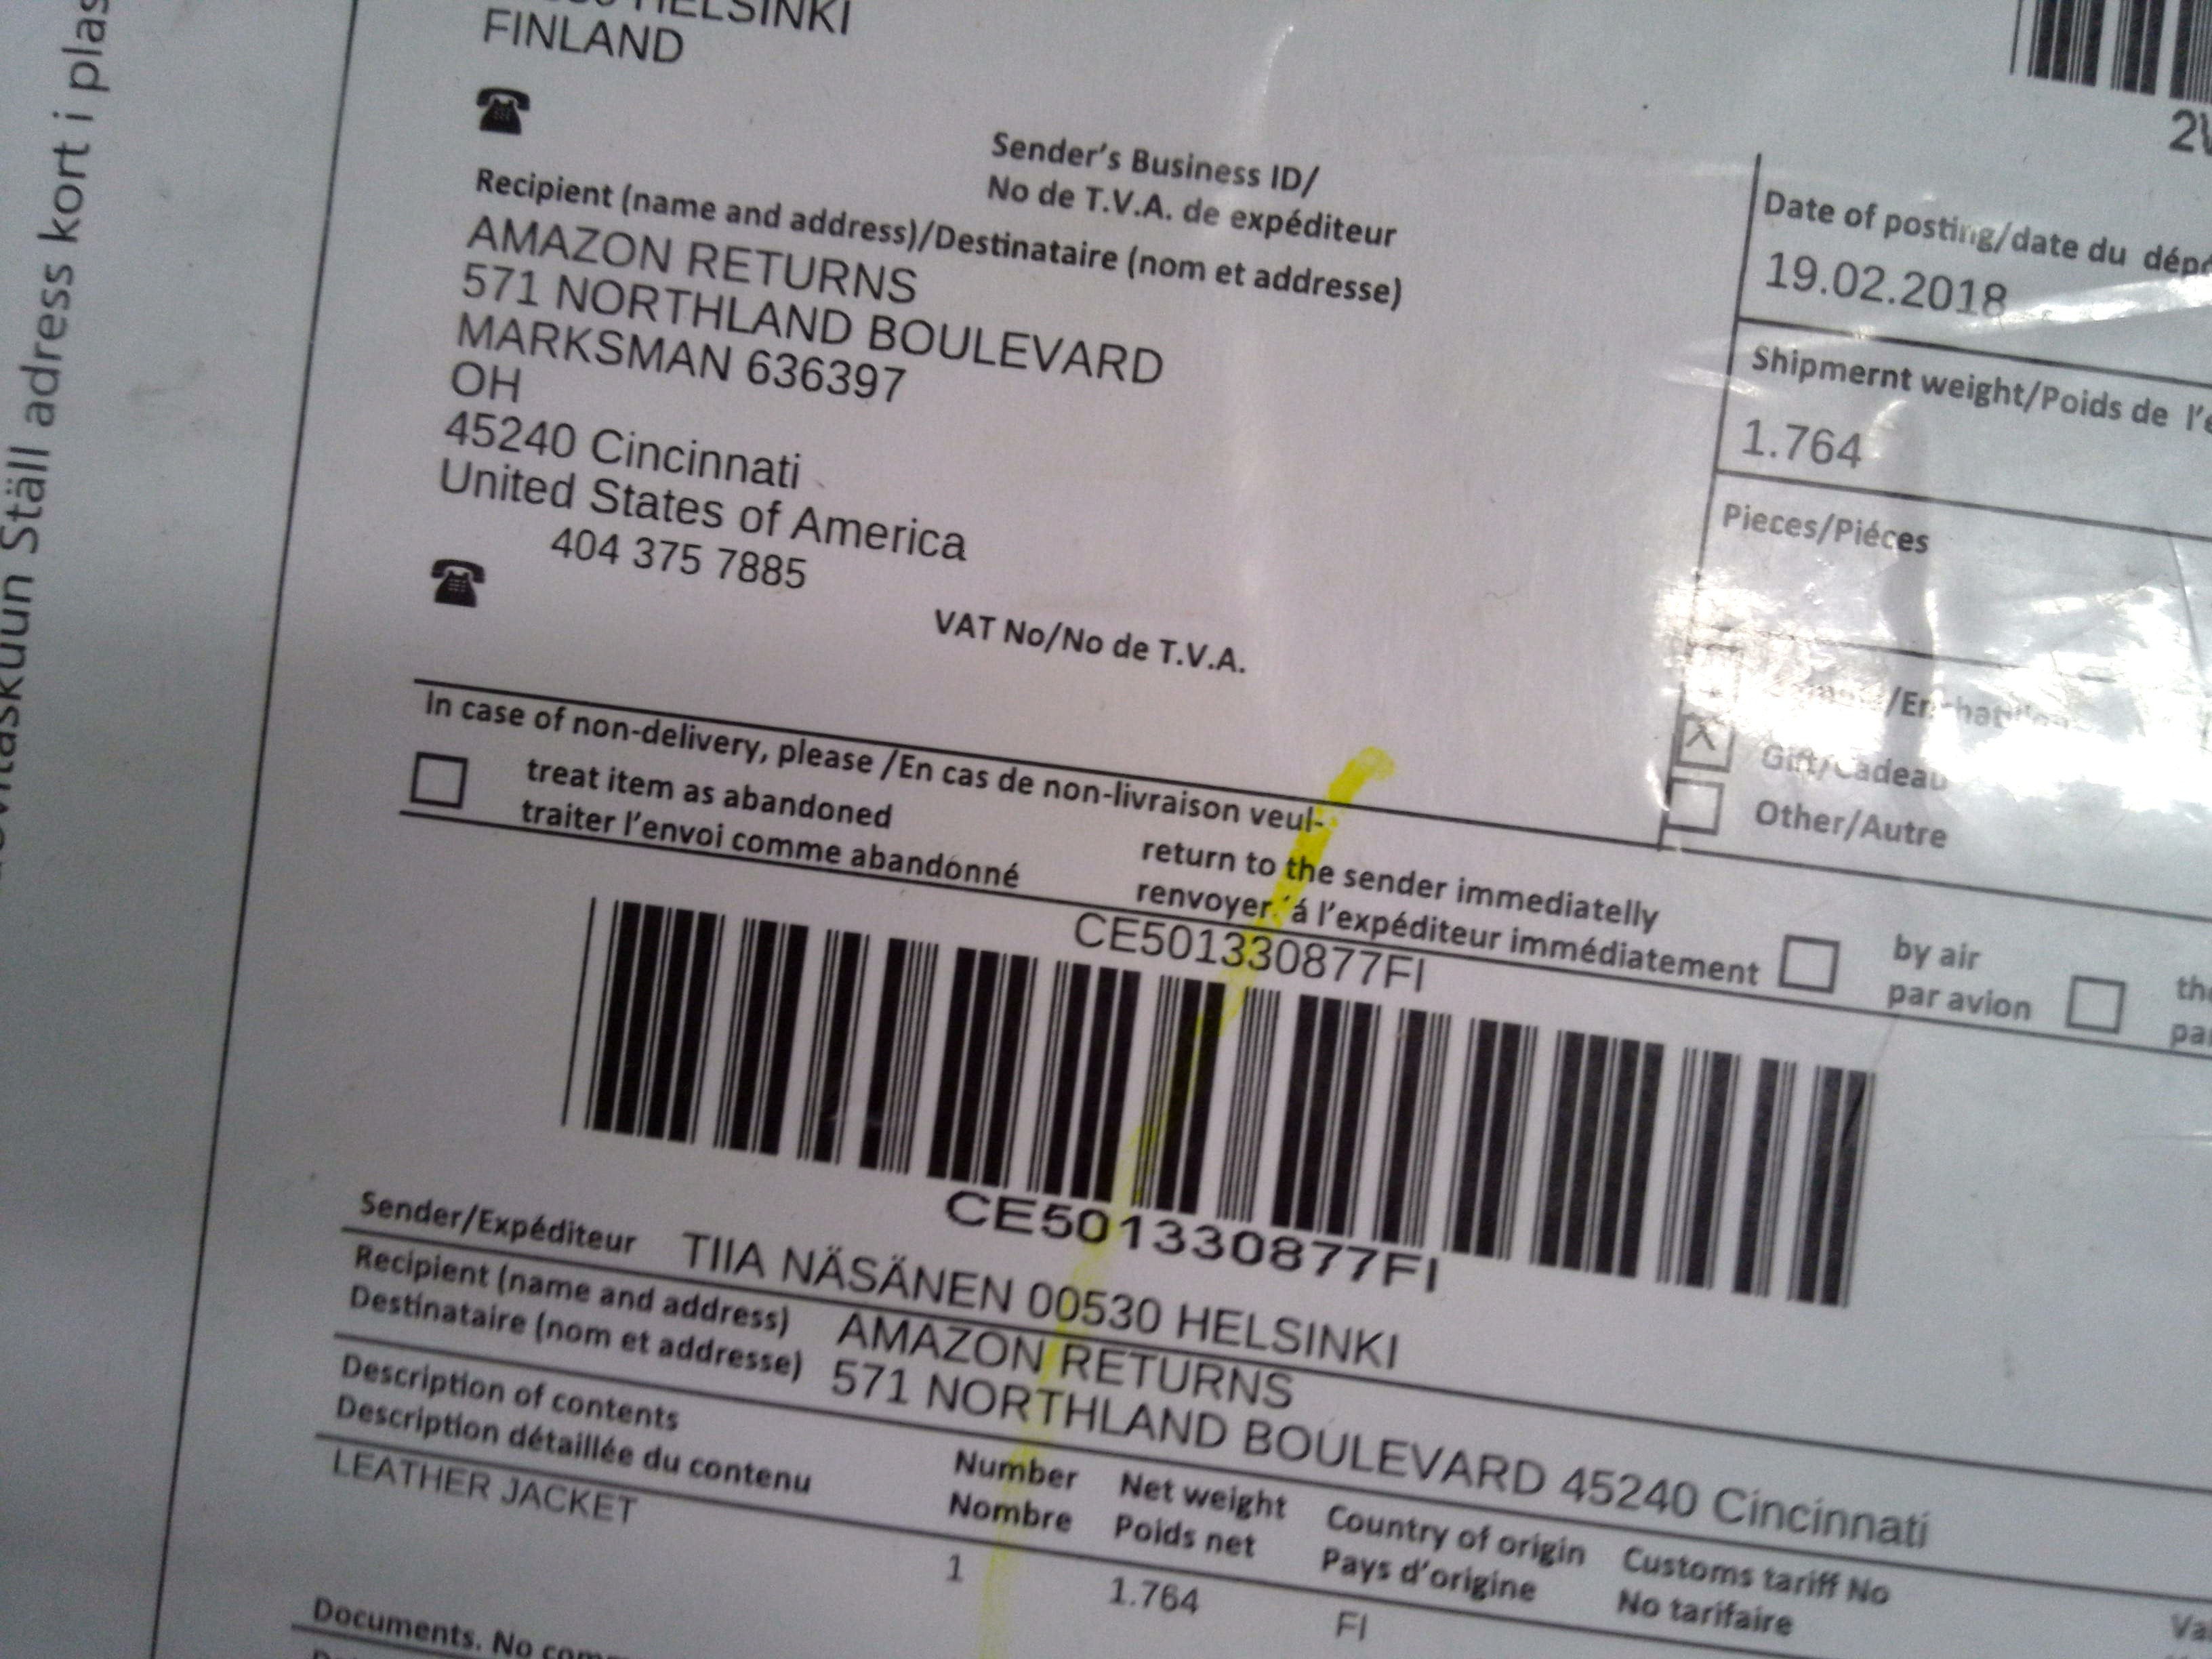 HELSINKI
FINLAND
Sender's Business ID/
No de T.V.A. de expéditeur
Recipient (name and address)/Destinataire (nom et addresse)
AMAZON RETURNS
571 NORTHLAND BOULEVARD
MARKSMAN 636397
OH
45240 Cincinnati
United States of America
404 375 7885
VAT No/No de T.V.A.
Date of posting/date du
19.02.2018
Shipmernt weight/Poids de
1.764
Pieces/Piéces
X Gift/Cadeau
Other/Autre
In case of non-delivery, please /En cas de non-livraison veul-
treat item as abandoned
traiter l'envoi comme abandonné
return to the sender immediatelly
renvoyer ´á l'expéditeur immédiatement
by air
par avion
CE501330877FI
CE501330877FI
Sender/Expéditeur TIIA NÄSÄNEN 00530 HELSINKI
Recipient (name and address) AMAZON RETURNS
Destinataire (nom et addresse) 571 NORTHLAND BOULEVARD 45240 Cincinnati
Description of contents
Description détaillée du contenu
Number
Nombre
Net weight
Poids net
Country of origin
Pays d'origine
Customs tariff No
No tarifaire
LEATHER JACKET 1 1.764 FI
Documents. No
Ställ adress kort i